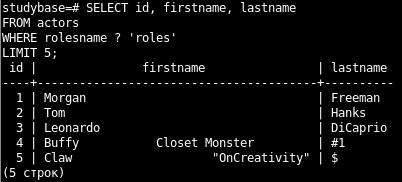 studybase=# SELECT id, firstname, lastname
FROM actors
WHERE rolesname ? 'roles'
LIMIT 5;
 id |               firstname                | lastname
----+----------------------------------------+----------
  1 | Morgan                                 | Freeman
  2 | Tom                                    | Hanks
  3 | Leonardo                               | DiCaprio
  4 | Buffy           Closet Monster         | #1
  5 | Claw                     "OnCreativity" | $
(5 строк)